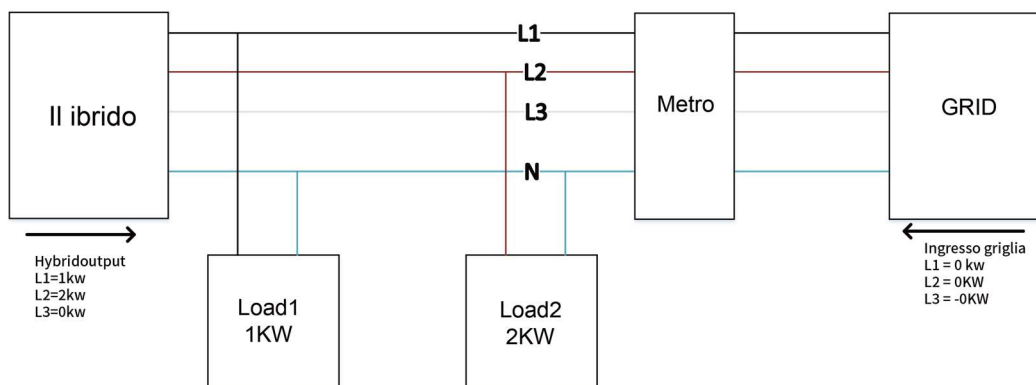 L1
L2
L3
N
Il ibrido
Metro
GRID
Hybridoutput
L1=1kw
L2=2kw
L3=0kw
Ingresso griglia
L1 = 0 kw
L2 = 0KW
L3 = -0KW
Load1
1KW
Load2
2KW